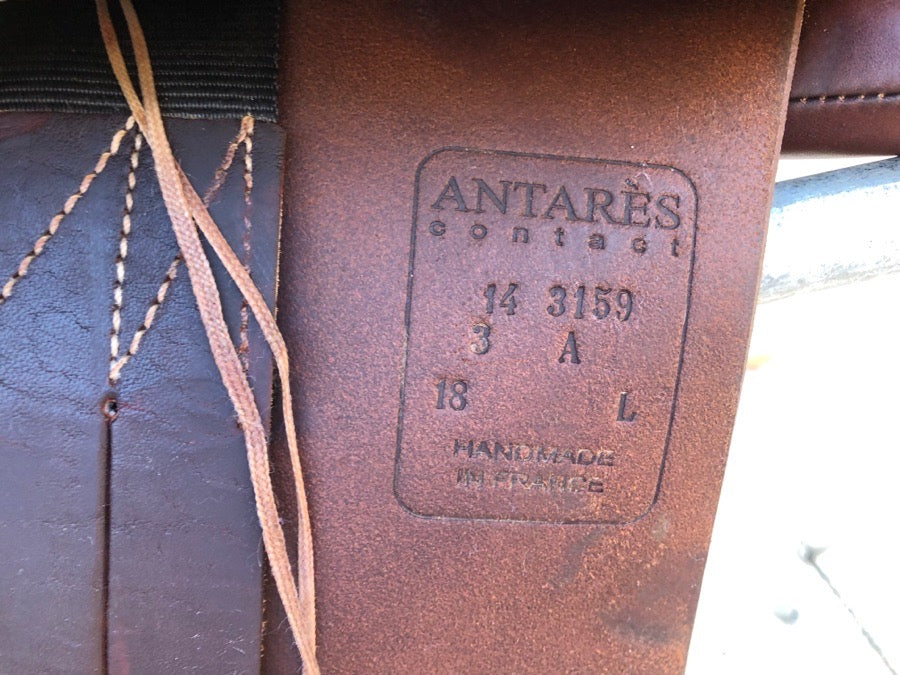 ANTARÈS
contact
14 3159
3 A
18 L
HANDMADE
IN FRANCE